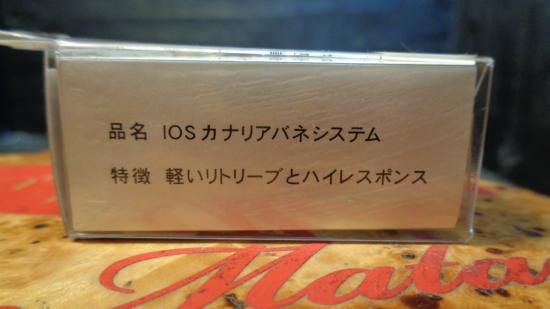 品名 IOSカナリアバネシステム
特徴 軽いリトリーブとハイレスポンス
Mato